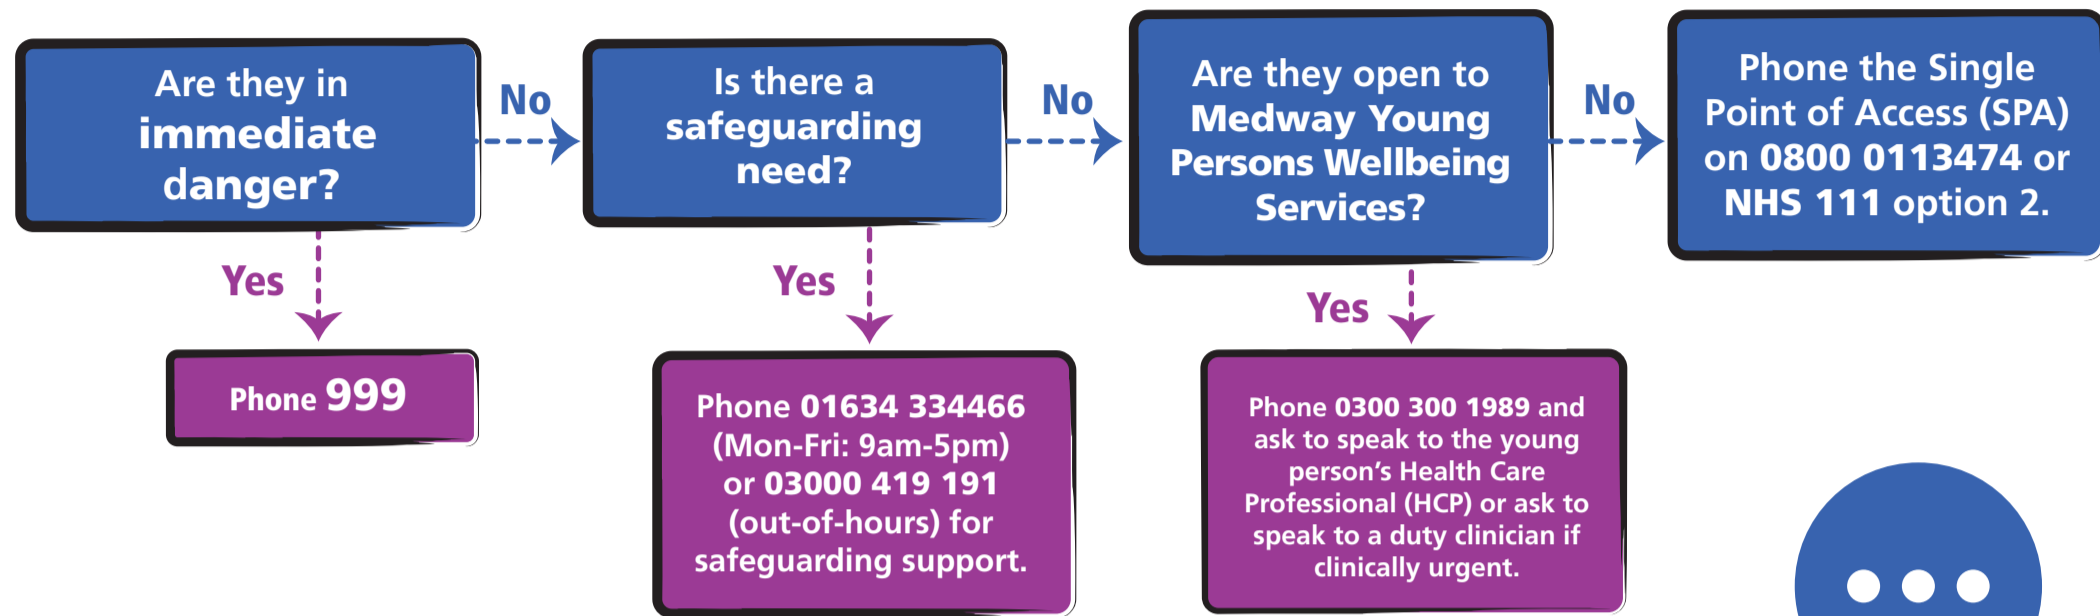 Are they in
immediate
danger?
No
Is there a
safeguarding
need?
No
Are they open to
Medway Young
Persons Wellbeing
Services?
No
Phone the Single
Point of Access (SPA)
on 0800 0113474 or
NHS 111 option 2.
Yes
Phone 999
Yes
Phone 01634 334466
(Mon-Fri: 9am-5pm)
or 03000 419 191
(out-of-hours) for
safeguarding support.
Yes
Phone 0300 300 1989 and
ask to speak to the young
person’s Health Care
Professional (HCP) or ask to
speak to a duty clinician if
clinically urgent.